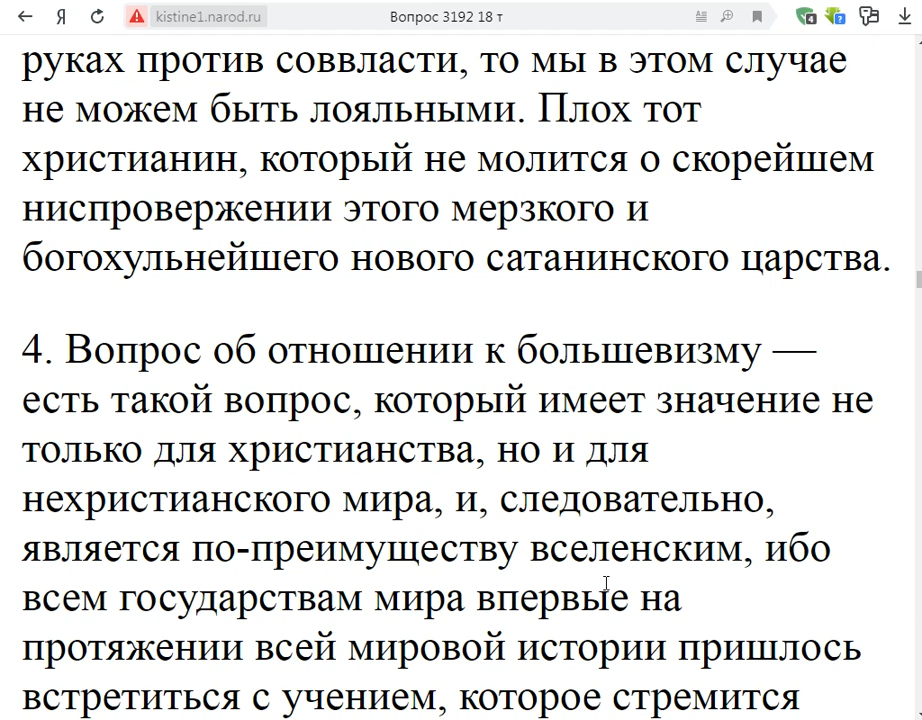 kistine1.narod.ru
Вопрос 3192 18 т
руках против соввласти, то мы в этом случае
не можем быть лояльными. Плох тот
христианин, который не молится о скорейшем
ниспровержении этого мерзкого и
богохульнейшего нового сатанинского царства.
4. Вопрос об отношении к большевизму —
есть такой вопрос, который имеет значение не
только для христианства, но и для
нехристианского мира, и, следовательно,
является по-преимуществу вселенским, ибо
всем государствам мира впервые на
протяжении всей мировой истории пришлось
встретиться с учением, которое стремится